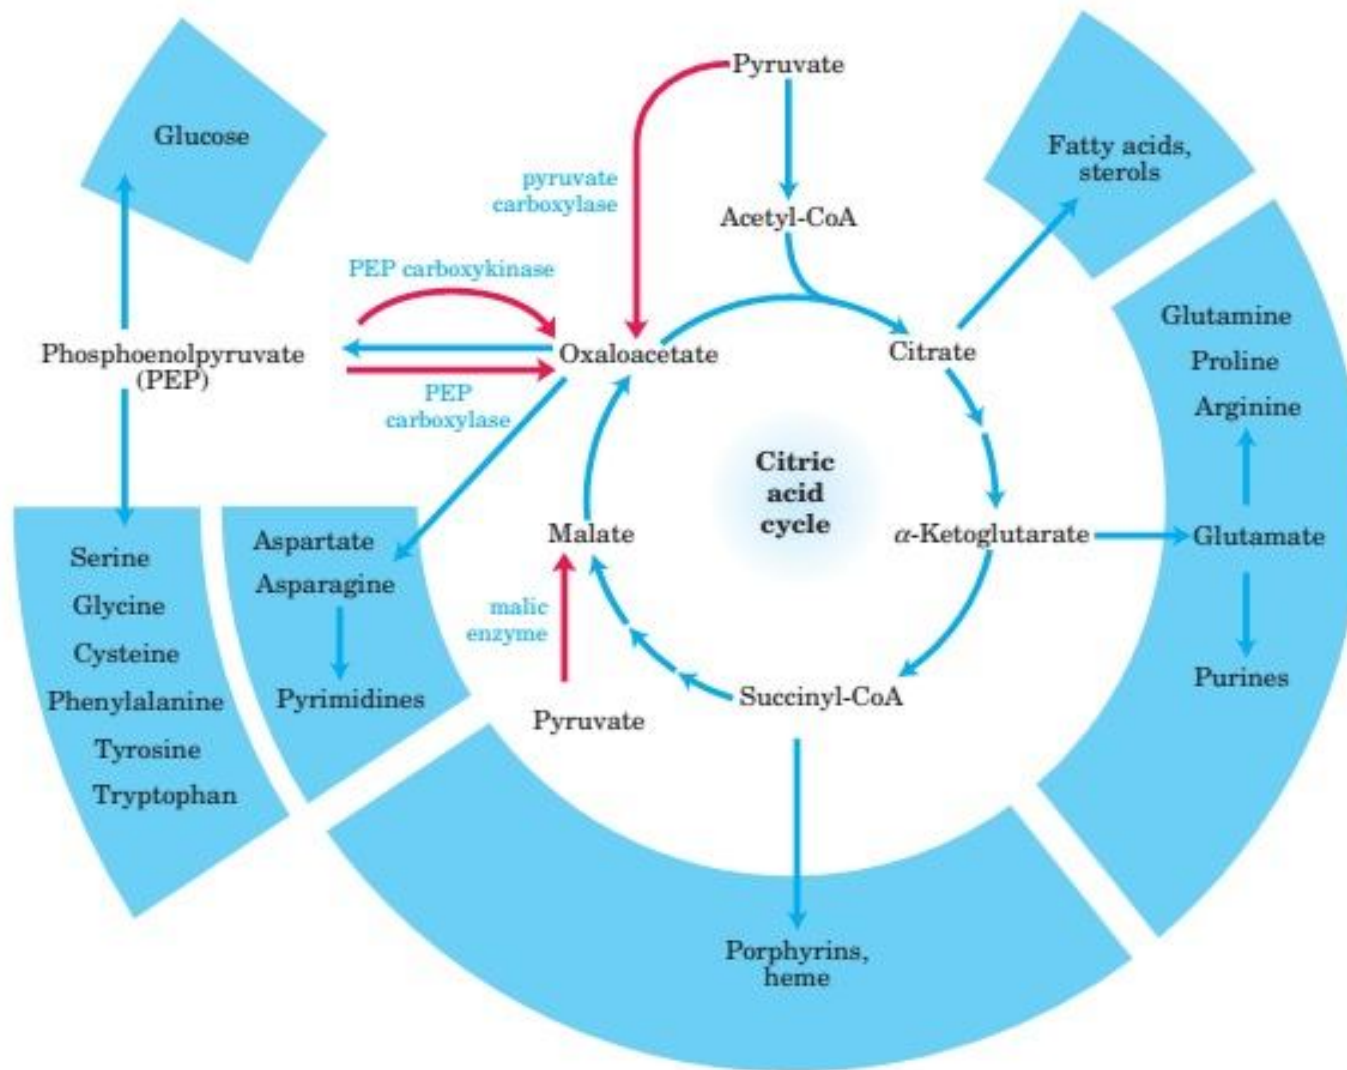 Pyruvate
Glucose
Fatty acids,
sterols
pyruvate
carboxylase
Acetyl-CoA
PEP carboxykinase
Glutamine
Phosphoenolpyruvate
(PEP)
Oxaloacetate
Citrate
Proline
PEP
carboxylase
Arginine
Citric
acid
cycle
Serine
Glycine
Cysteine
Phenylalanine
Tyrosine
Tryptophan
Aspartate
Asparagine
Pyrimidines
Malate
α-Ketoglutarate
Glutamate
malic
enzyme
Purines
Succinyl-CoA
Pyruvate
Porphyrins,
heme